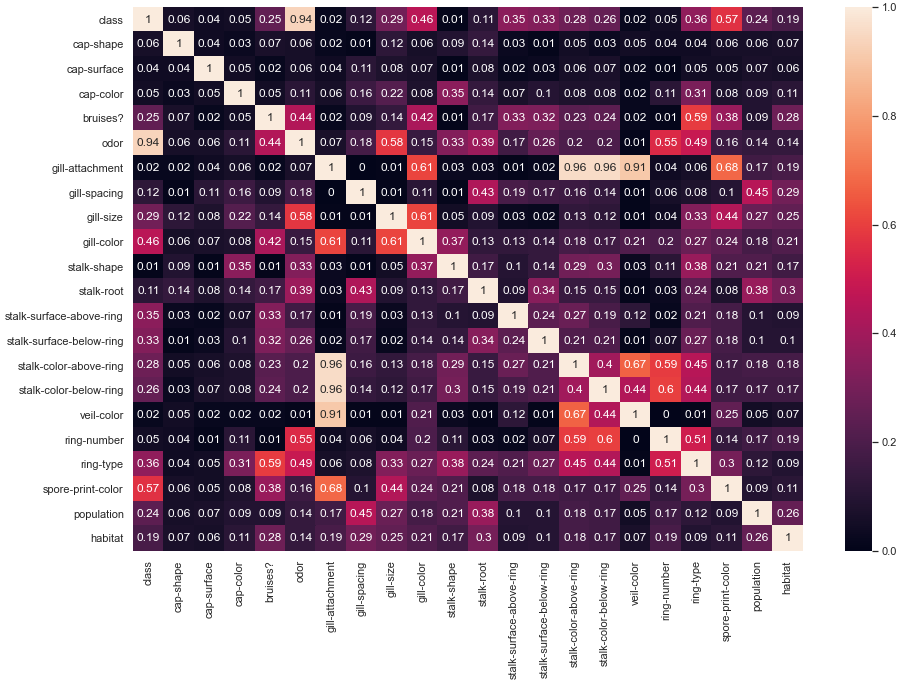 class 1 0.06 0.04 0.05 0.25 0.94 0.02 0.12 0.29 0.46 0.01 0.11 0.35 0.33 0.28 0.26 0.02 0.05 0.36 0.57 0.24 0.19 1.0
cap-shape 0.06 1 0.04 0.03 0.07 0.06 0.02 0.01 0.12 0.06 0.09 0.14 0.03 0.01 0.05 0.03 0.05 0.04 0.04 0.06 0.06 0.07
cap-surface 0.04 0.04 1 0.05 0.02 0.06 0.04 0.11 0.08 0.07 0.01 0.08 0.02 0.03 0.06 0.07 0.02 0.01 0.05 0.05 0.07 0.06
cap-color 0.05 0.03 0.05 1 0.05 0.11 0.06 0.16 0.22 0.08 0.35 0.14 0.07 0.1 0.08 0.08 0.02 0.11 0.31 0.08 0.09 0.11
bruises? 0.25 0.07 0.02 0.05 1 0.44 0.02 0.09 0.14 0.42 0.01 0.17 0.33 0.32 0.23 0.24 0.02 0.01 0.59 0.38 0.09 0.28 0.8
odor 0.94 0.06 0.06 0.11 0.44 1 0.07 0.18 0.58 0.15 0.33 0.39 0.17 0.26 0.2 0.2 0.01 0.55 0.49 0.16 0.14 0.14
gill-attachment 0.02 0.02 0.04 0.06 0.02 0.07 1 0 0.01 0.61 0.03 0.03 0.01 0.02 0.96 0.96 0.91 0.04 0.06 0.68 0.17 0.19
gill-spacing 0.12 0.01 0.11 0.16 0.09 0.18 0 1 0.01 0.11 0.01 0.43 0.19 0.17 0.16 0.14 0.01 0.06 0.08 0.1 0.45 0.29
gill-size 0.29 0.12 0.08 0.22 0.14 0.58 0.01 0.01 1 0.61 0.05 0.09 0.03 0.02 0.13 0.12 0.01 0.04 0.33 0.44 0.27 0.25 0.6
gill-color 0.46 0.06 0.07 0.08 0.42 0.15 0.61 0.11 0.61 1 0.37 0.13 0.13 0.14 0.18 0.17 0.21 0.2 0.27 0.24 0.18 0.21
stalk-shape 0.01 0.09 0.01 0.35 0.01 0.33 0.03 0.01 0.05 0.37 1 0.17 0.1 0.14 0.29 0.3 0.03 0.11 0.38 0.21 0.21 0.17
stalk-root 0.11 0.14 0.08 0.14 0.17 0.39 0.03 0.43 0.09 0.13 0.17 1 0.09 0.34 0.15 0.15 0.01 0.03 0.24 0.08 0.38 0.3
stalk-surface-above-ring 0.35 0.03 0.02 0.07 0.33 0.17 0.01 0.19 0.03 0.13 0.1 0.09 1 0.24 0.27 0.19 0.12 0.02 0.21 0.18 0.1 0.09
stalk-surface-below-ring 0.33 0.01 0.03 0.1 0.32 0.26 0.02 0.17 0.02 0.14 0.14 0.34 0.24 1 0.21 0.21 0.01 0.07 0.27 0.18 0.1 0.1 0.4
stalk-color-above-ring 0.28 0.05 0.06 0.08 0.23 0.2 0.96 0.16 0.13 0.18 0.29 0.15 0.27 0.21 1 0.4 0.67 0.59 0.45 0.17 0.18 0.18
stalk-color-below-ring 0.26 0.03 0.07 0.08 0.24 0.2 0.96 0.14 0.12 0.17 0.3 0.15 0.19 0.21 0.4 1 0.44 0.6 0.44 0.17 0.17 0.17
veil-color 0.02 0.05 0.02 0.02 0.02 0.01 0.91 0.01 0.01 0.21 0.03 0.01 0.12 0.01 0.67 0.44 1 0 0.01 0.25 0.05 0.07
ring-number 0.05 0.04 0.01 0.11 0.01 0.55 0.04 0.06 0.04 0.2 0.11 0.03 0.02 0.07 0.59 0.6 0 1 0.51 0.14 0.17 0.19 0.2
ring-type 0.36 0.04 0.05 0.31 0.59 0.49 0.06 0.08 0.33 0.27 0.38 0.24 0.21 0.27 0.45 0.44 0.01 0.51 1 0.3 0.12 0.09
spore-print-color 0.57 0.06 0.05 0.08 0.38 0.16 0.68 0.1 0.44 0.24 0.21 0.08 0.18 0.18 0.17 0.17 0.25 0.14 0.3 1 0.09 0.11
population 0.24 0.06 0.07 0.09 0.09 0.14 0.17 0.45 0.27 0.18 0.21 0.38 0.1 0.1 0.18 0.17 0.05 0.17 0.12 0.09 1 0.26
habitat 0.19 0.07 0.06 0.11 0.28 0.14 0.19 0.29 0.25 0.21 0.17 0.3 0.09 0.1 0.18 0.17 0.07 0.19 0.09 0.11 0.26 1 0.0
class
cap-shape
cap-surface
cap-color
bruises?
odor
gill-attachment
gill-spacing
gill-size
gill-color
stalk-shape
stalk-root
stalk-surface-above-ring
stalk-surface-below-ring
stalk-color-above-ring
stalk-color-below-ring
veil-color
ring-number
ring-type
spore-print-color
population
habitat